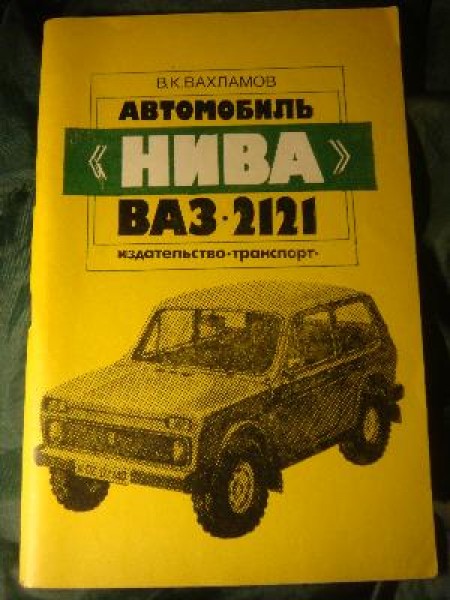 В.К.ВАХЛАМОВ
АВТОМОБИЛЬ
«НИВА»
ВАЗ·2121
издательство·транспорт·